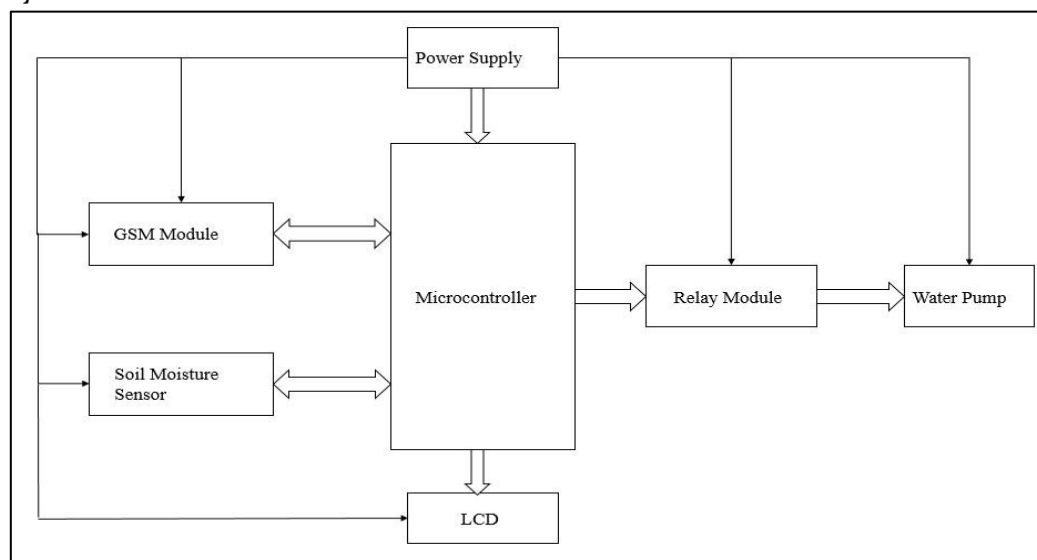 Power Supply
GSM Module
Microcontroller
Relay Module
Water Pump
Soil Moisture
Sensor
LCD